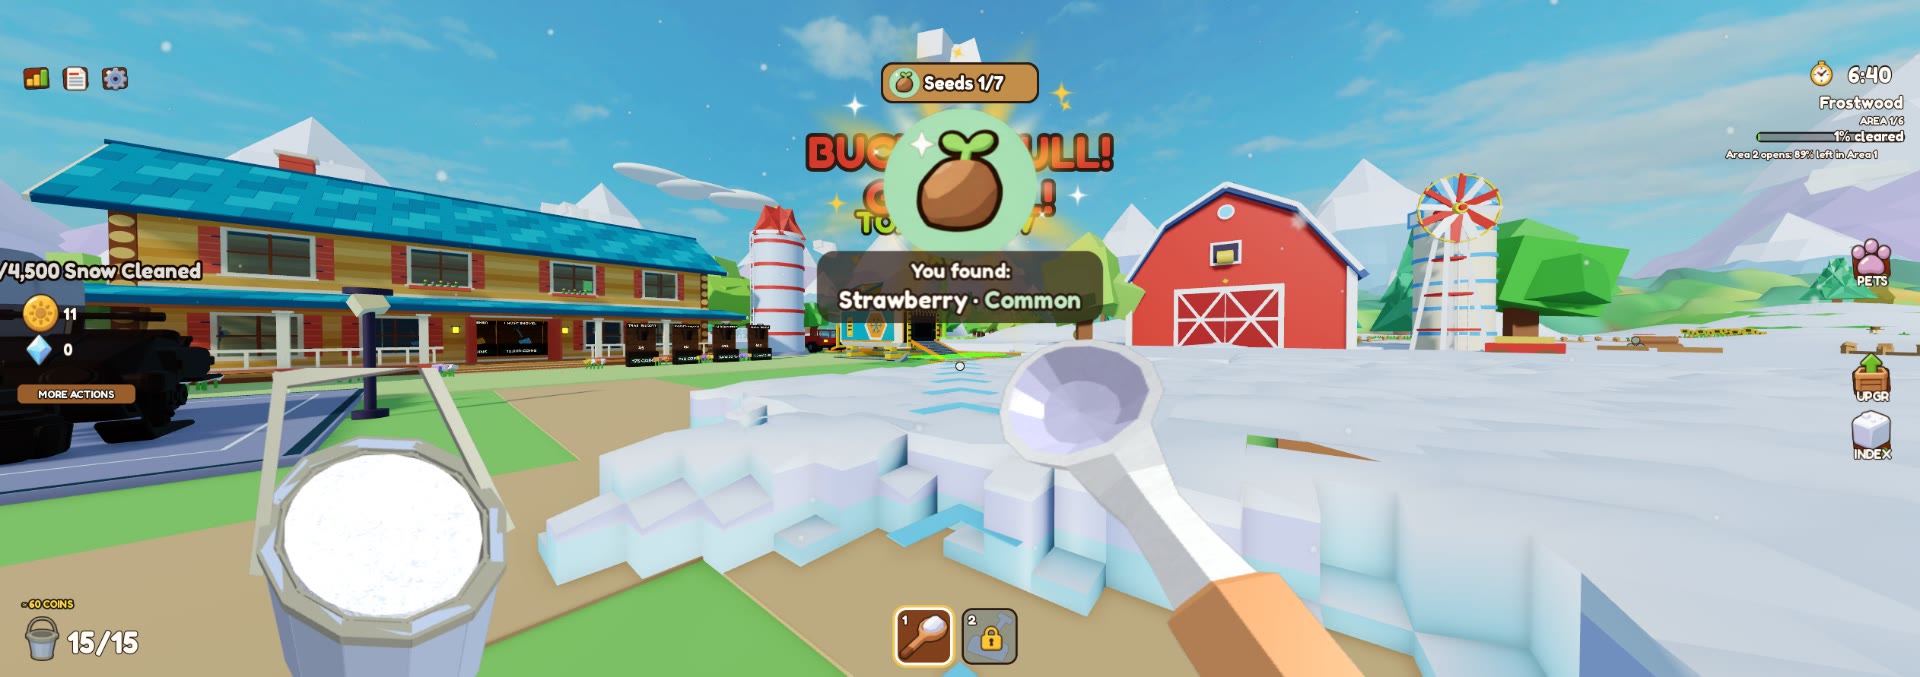 Seeds 1/7
6:40
Frostwood
AREA 1/6
1% cleared
Area 2 opens: 89% left in Area 1
You found:
Strawberry · Common
/4,500 Snow Cleaned
11
0
MORE ACTIONS
PETS
UPGR
INDEX
~60 COINS
15/15
1
2